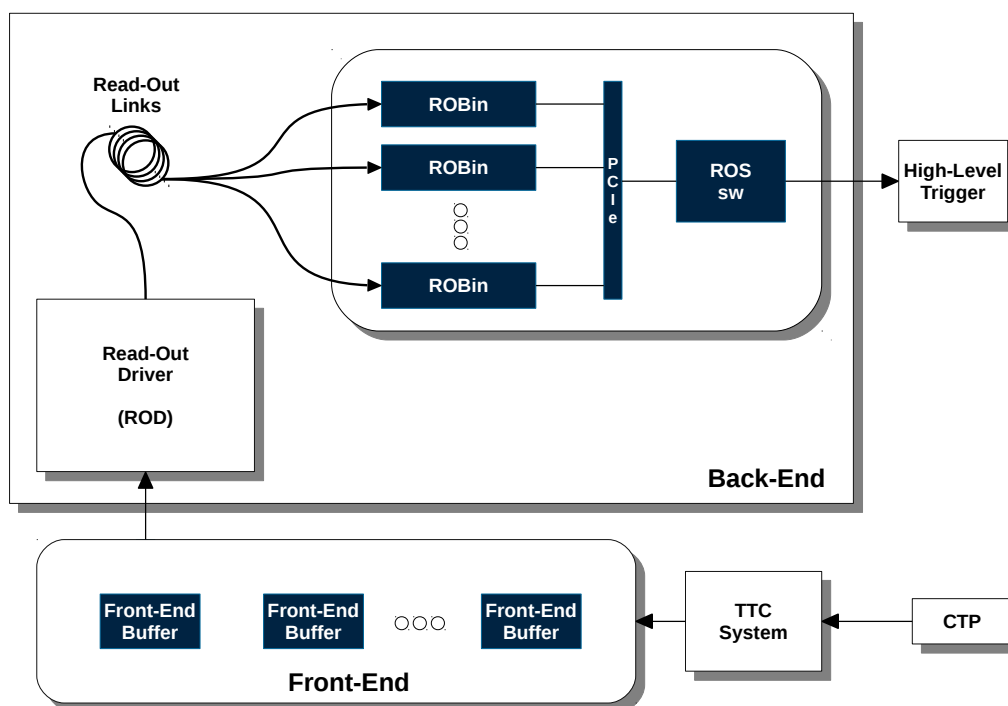 Read-Out
Links
ROBin
ROBin
ROBin
P
C
I
e
ROS
sw
High-Level
Trigger
Read-Out
Driver
(ROD)
Back-End
Front-End
Buffer
Front-End
Buffer
Front-End
Buffer
Front-End
TTC
System
CTP